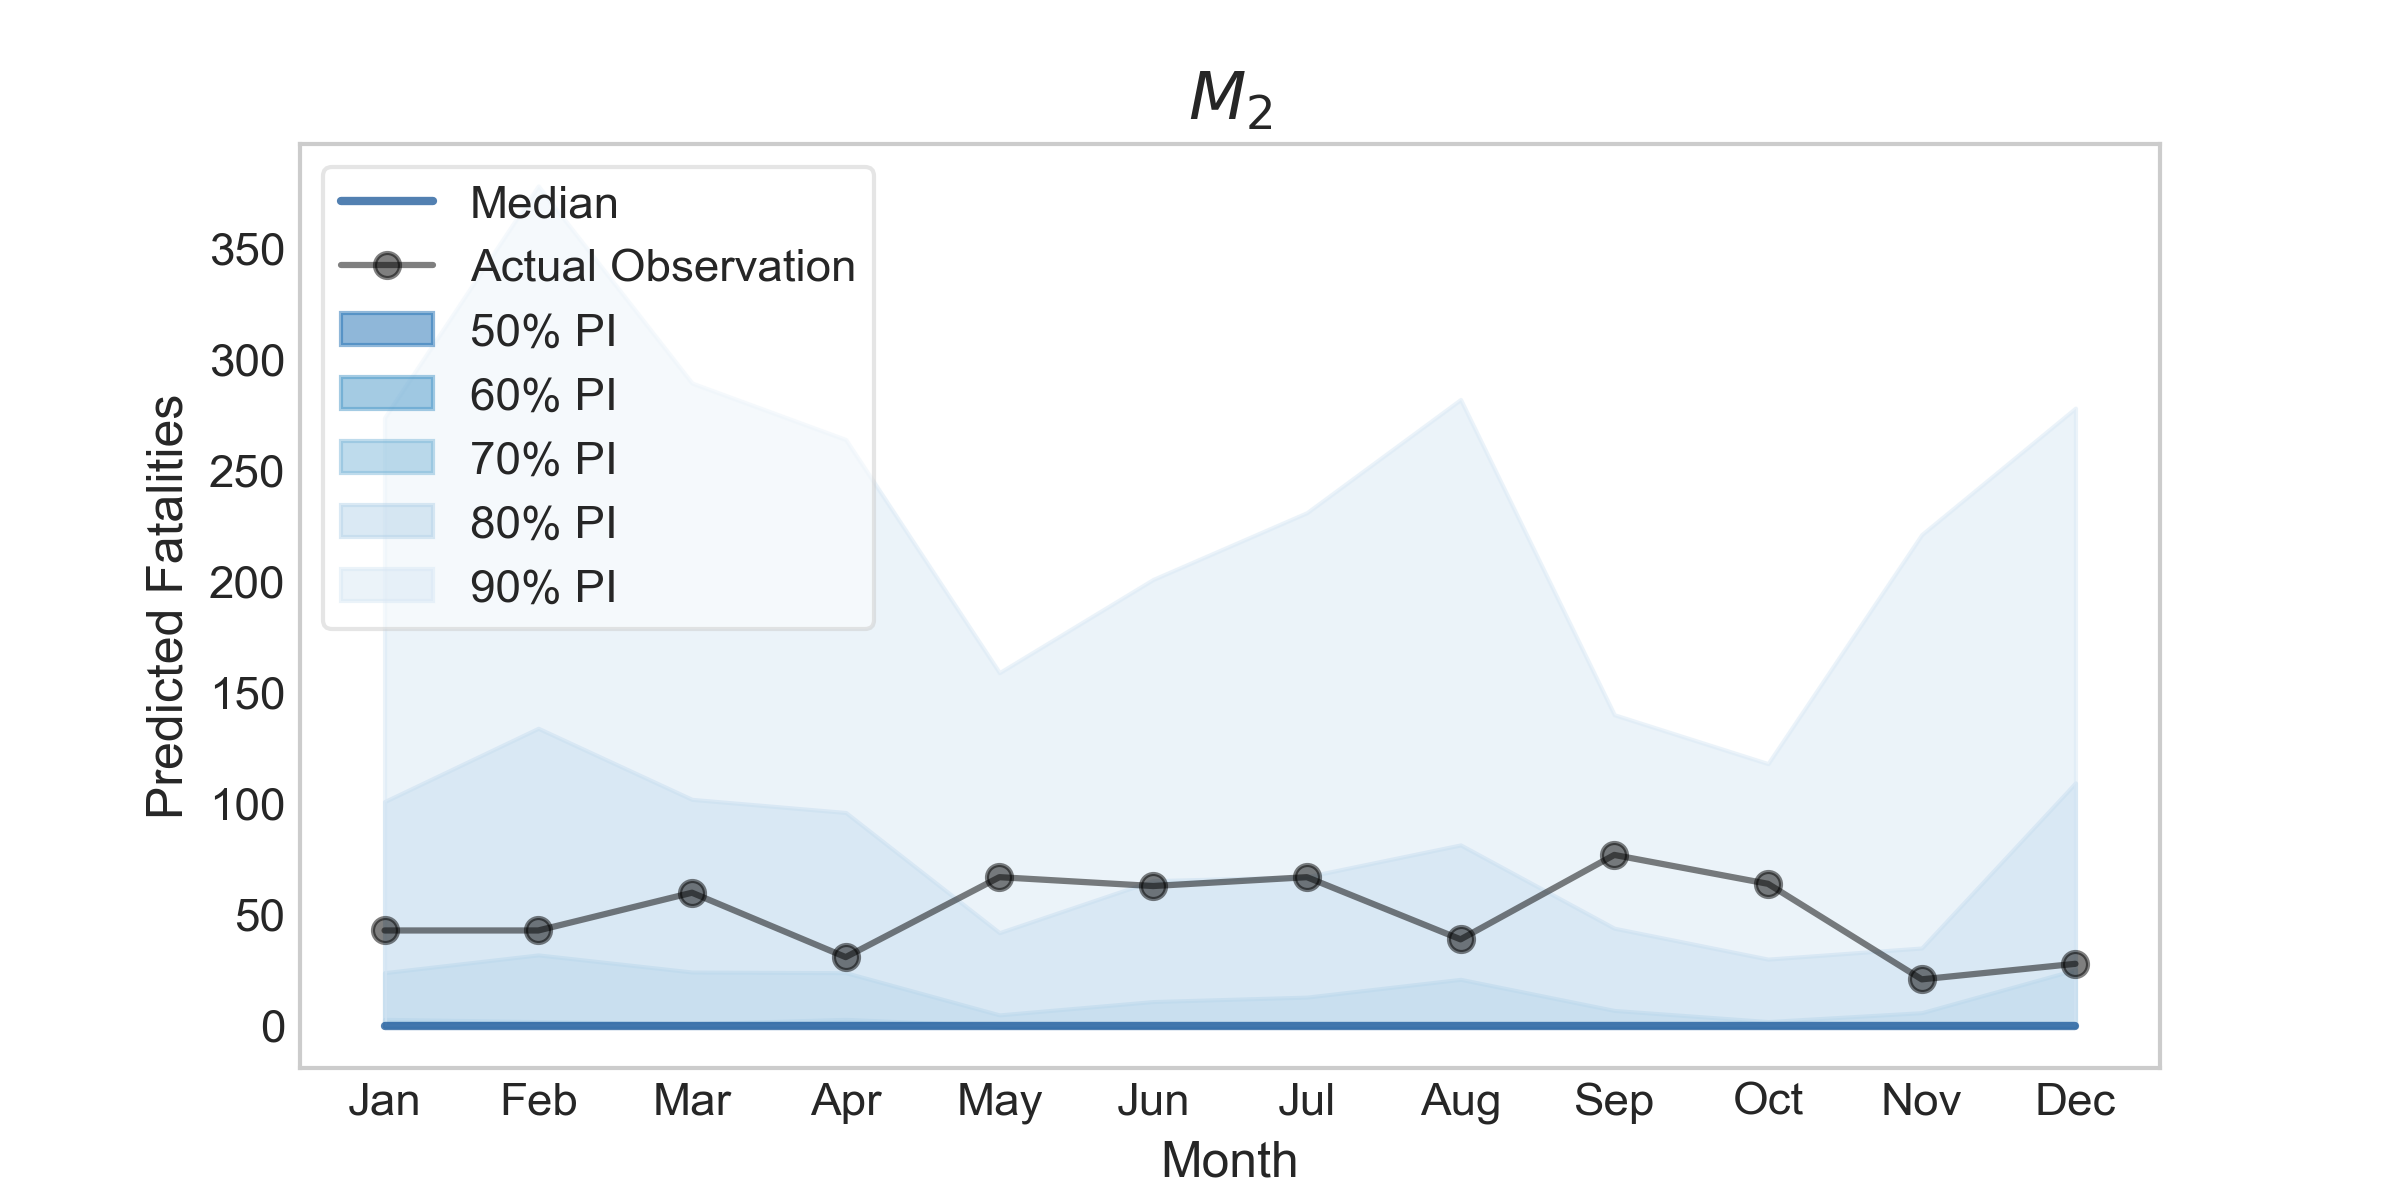 M₂
Predicted Fatalities
350
300
250
200
150
100
50
0
Median
Actual Observation
50% PI
60% PI
70% PI
80% PI
90% PI
Jan Feb Mar Apr May Jun Jul Aug Sep Oct Nov Dec
Month